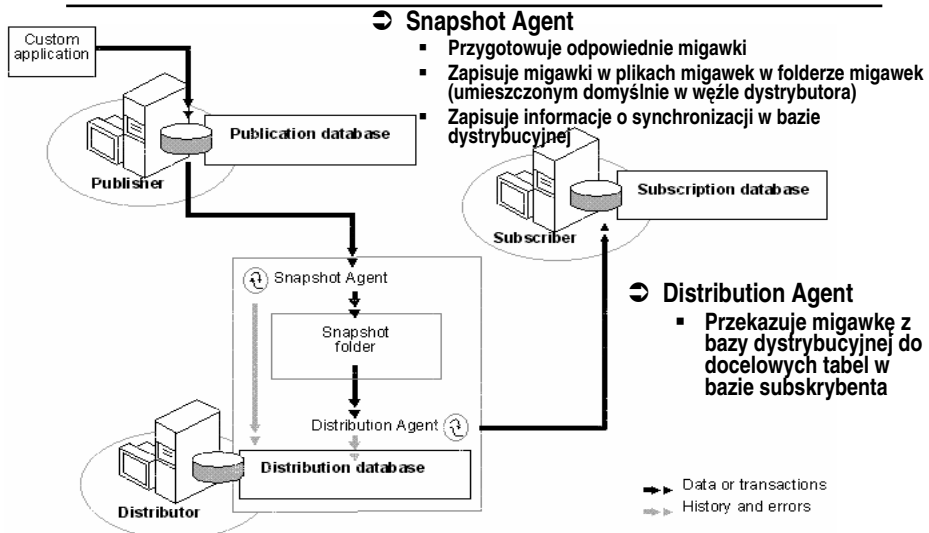 ➲ Snapshot Agent
▪ Przygotowuje odpowiednie migawki
▪ Zapisuje migawki w plikach migawek w folderze migawek
(umieszczonym domyślnie w węźle dystrybutora)
▪ Zapisuje informacje o synchronizacji w bazie
dystrybucyjnej
Custom
application
Publication database
Publisher
Subscription database
Subscriber
Snapshot Agent
Snapshot
folder
Distribution Agent
Distribution database
Distributor
➲ Distribution Agent
▪ Przekazuje migawkę z
bazy dystrybucyjnej do
docelowych tabel w
bazie subskrybenta
Data or transactions
History and errors